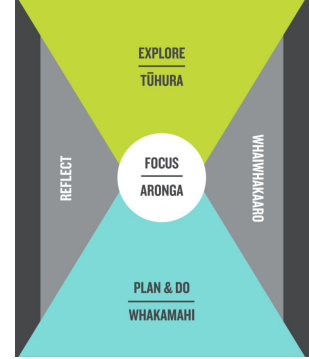 EXPLORE
TŪHURA
REFLECT
FOCUS
ARONGA
WHAIWHAKAARO
PLAN & DO
WHAKAMAHI